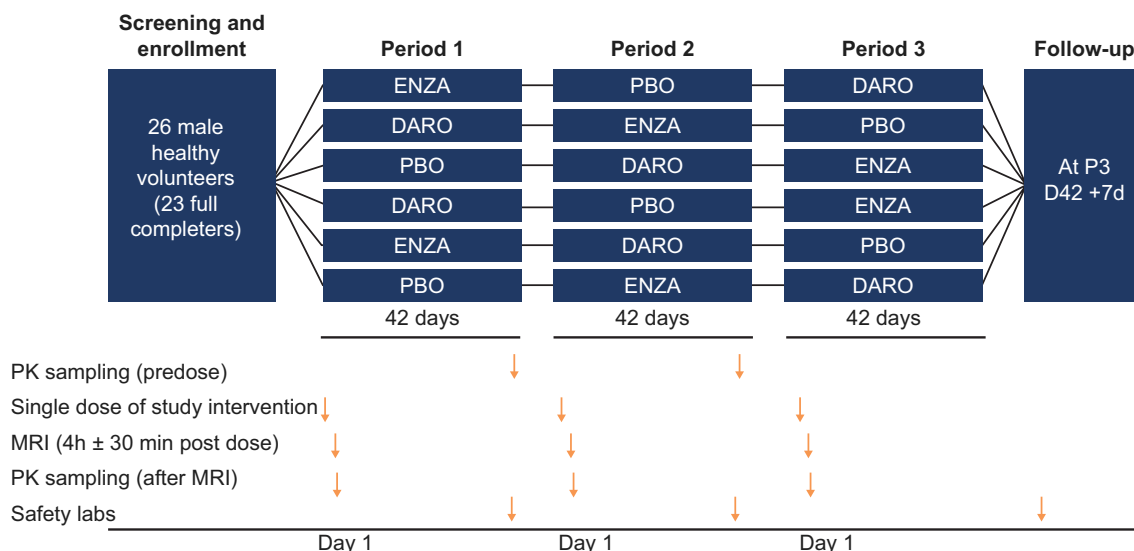 Screening and
enrollment
Period 1
Period 2
Period 3
Follow-up
26 male
healthy
volunteers
(23 full
completers)
ENZA
PBO
DARO
DARO
ENZA
PBO
PBO
DARO
ENZA
DARO
PBO
ENZA
ENZA
DARO
PBO
PBO
ENZA
DARO
At P3
D42 +7d
42 days
42 days
42 days
PK sampling (predose)
Single dose of study intervention
MRI (4h ± 30 min post dose)
PK sampling (after MRI)
Safety labs
Day 1
Day 1
Day 1